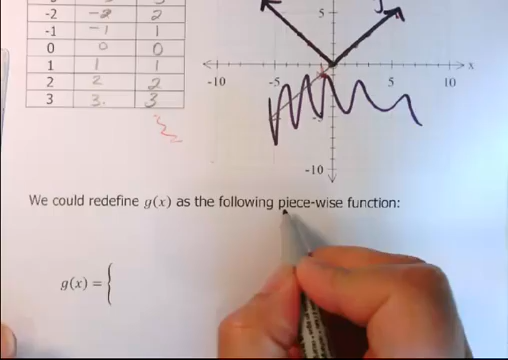 -2 -2 2
-1 -1 1
0 0 0
1 1 1
2 2 2
3 3. 3
5
x
-10 -5 5 10
-10
We could redefine g(x) as the following piece-wise function:
g(x) = {